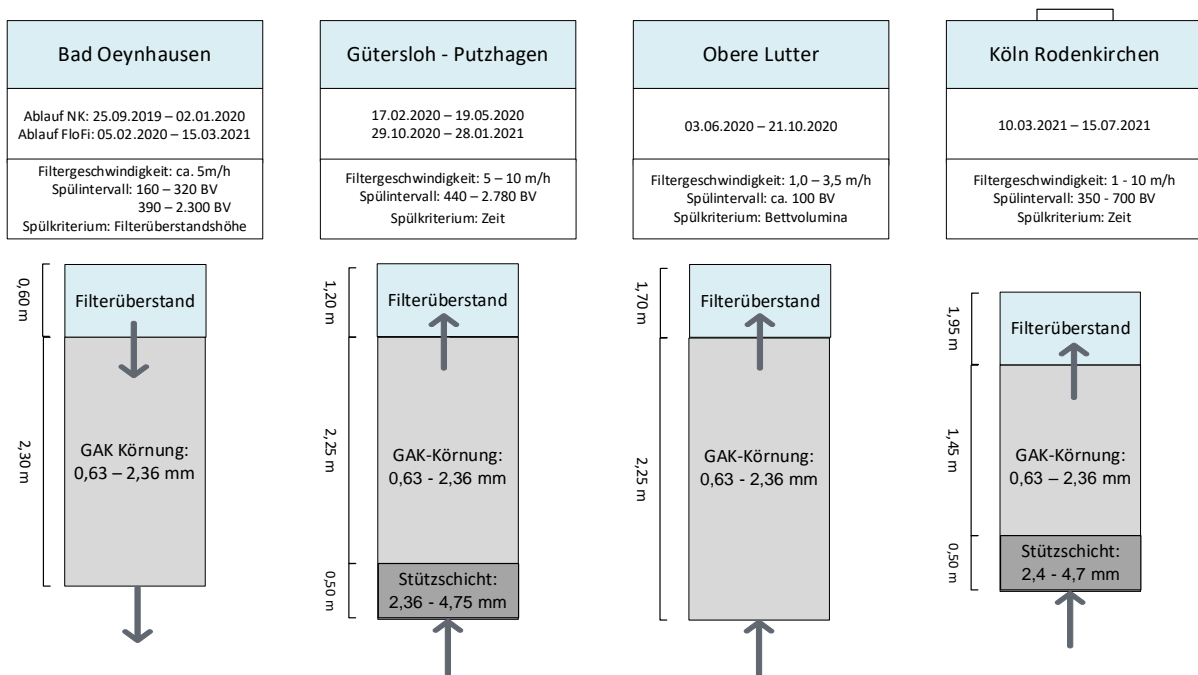 Bad Oeynhausen
Ablauf NK: 25.09.2019 – 02.01.2020
Ablauf FloFi: 05.02.2020 – 15.03.2021
Filtergeschwindigkeit: ca. 5m/h
Spülintervall: 160 – 320 BV
390 – 2.300 BV
Spülkriterium: Filterüberstandshöhe
0,60 m
Filterüberstand
2,30 m
GAK Körnung:
0,63 – 2,36 mm
Gütersloh - Putzhagen
17.02.2020 – 19.05.2020
29.10.2020 – 28.01.2021
Filtergeschwindigkeit: 5 – 10 m/h
Spülintervall: 440 – 2.780 BV
Spülkriterium: Zeit
1,20 m
Filterüberstand
2,25 m
GAK-Körnung:
0,63 - 2,36 mm
0,50 m
Stützschicht:
2,36 - 4,75 mm
Obere Lutter
03.06.2020 – 21.10.2020
Filtergeschwindigkeit: 1,0 – 3,5 m/h
Spülintervall: ca. 100 BV
Spülkriterium: Bettvolumina
1,70 m
Filterüberstand
2,25 m
GAK-Körnung:
0,63 - 2,36 mm
Köln Rodenkirchen
10.03.2021 – 15.07.2021
Filtergeschwindigkeit: 1 - 10 m/h
Spülintervall: 350 - 700 BV
Spülkriterium: Zeit
1,95 m
Filterüberstand
1,45 m
GAK-Körnung:
0,63 – 2,36 mm
0,50 m
Stützschicht:
2,4 - 4,7 mm